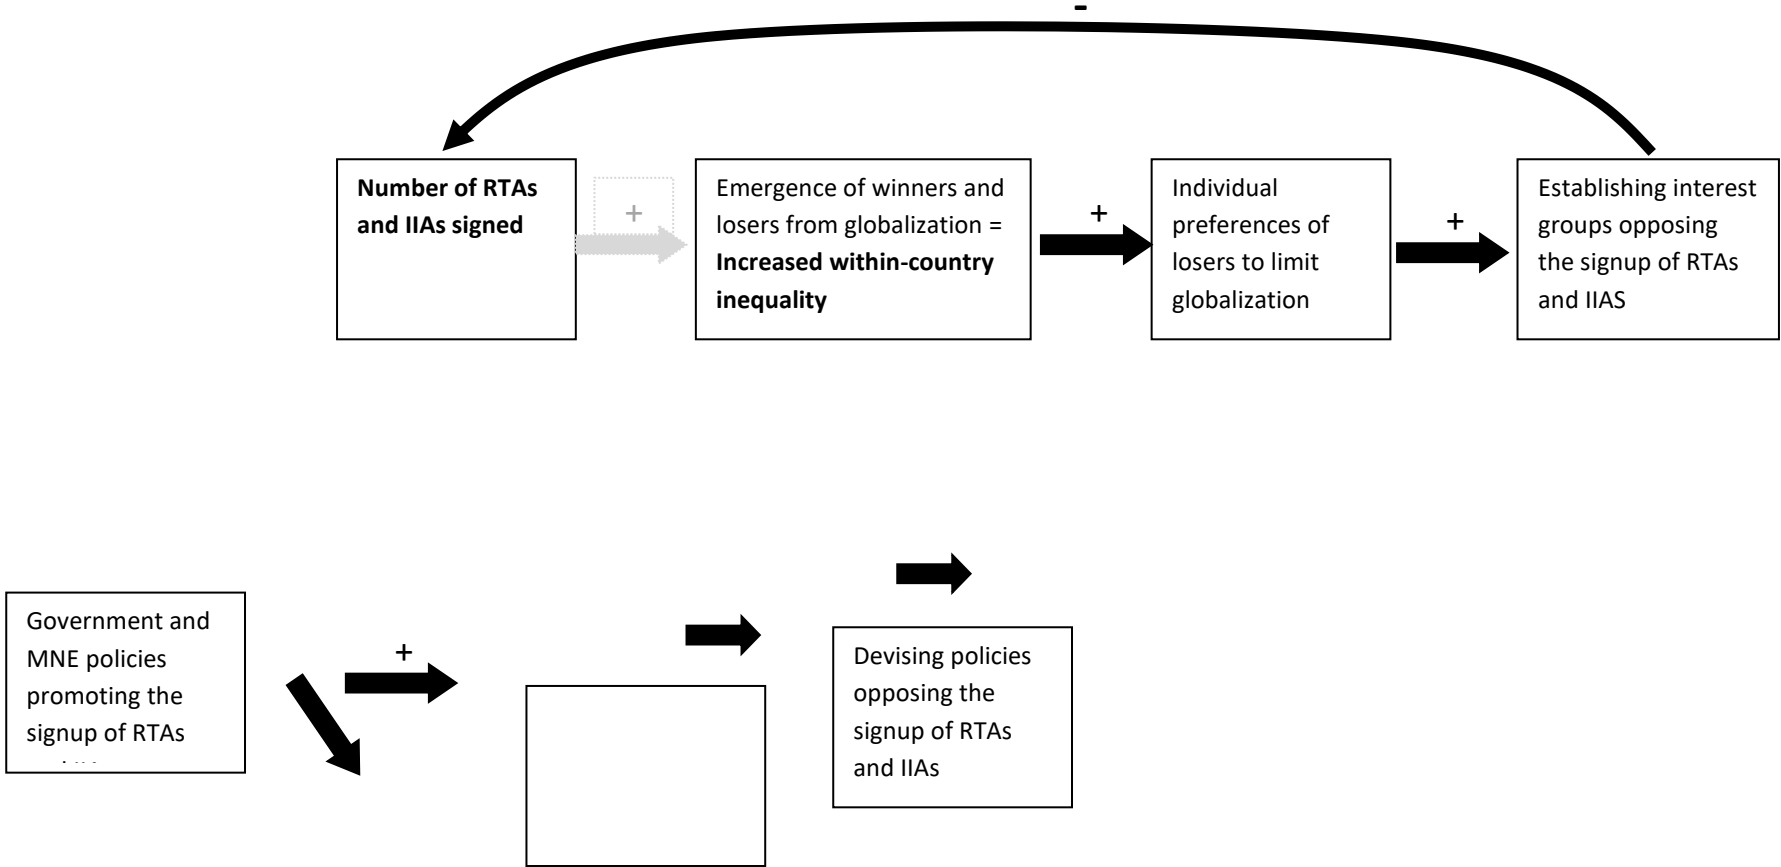 -
Number of RTAs
and IIAs signed
+
Emergence of winners and
losers from globalization =
Increased within-country
inequality
+
Individual
preferences of
losers to limit
globalization
+
Establishing interest
groups opposing
the signup of RTAs
and IIAS
Government and
MNE policies
promoting the
signup of RTAs
+
Devising policies
opposing the
signup of RTAs
and IIAs